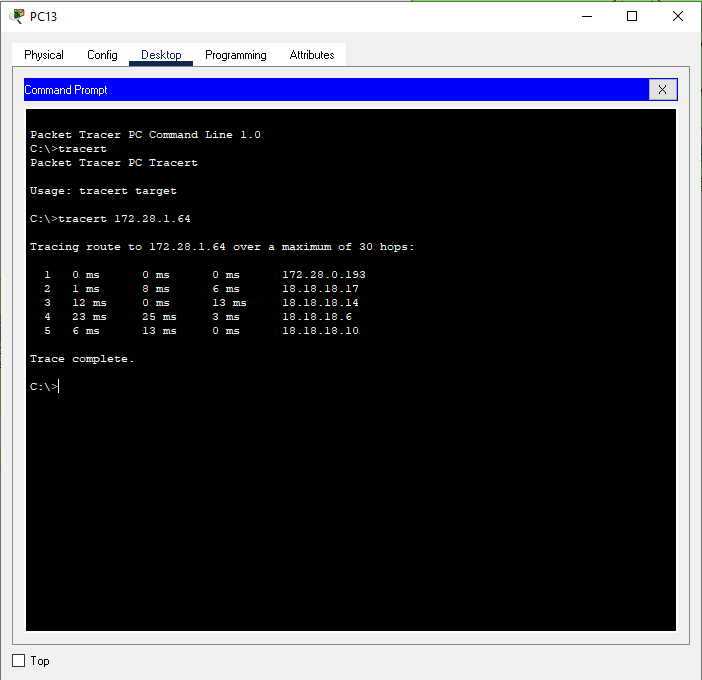 PC13
Physical Config Desktop Programming Attributes
Command Prompt X
Packet Tracer PC Command Line 1.0
C:\>tracert
Packet Tracer PC Tracert
Usage: tracert target
C:\>tracert 172.28.1.64
Tracing route to 172.28.1.64 over a maximum of 30 hops:
1 0 ms 0 ms 0 ms 172.28.0.193
2 1 ms 8 ms 6 ms 18.18.18.17
3 12 ms 0 ms 13 ms 18.18.18.14
4 23 ms 25 ms 3 ms 18.18.18.6
5 6 ms 13 ms 0 ms 18.18.18.10
Trace complete.
C:\>
Top